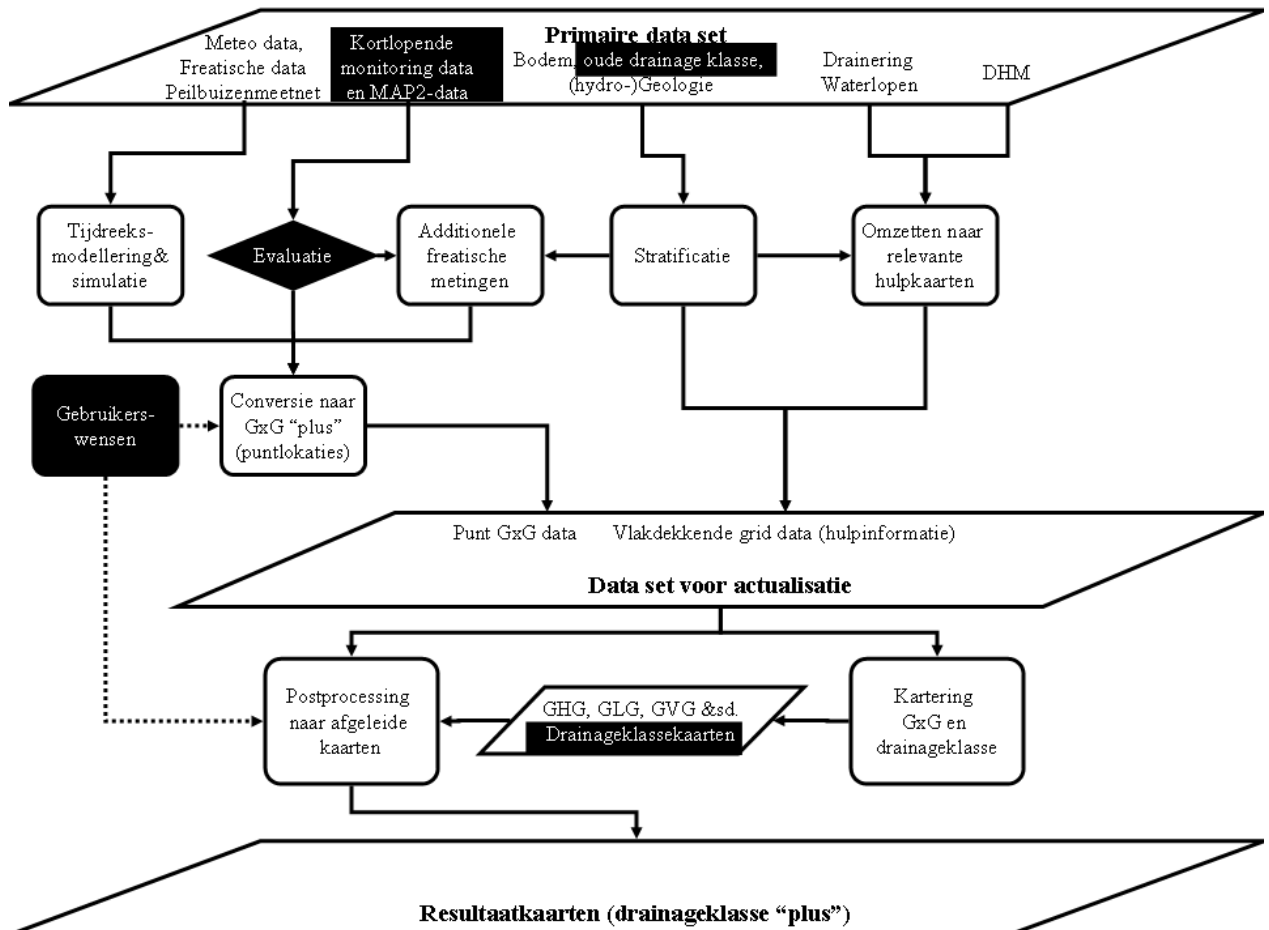 Primaire data set
Meteo data,
Freatische data
Peilbuizenmeetnet
Kortlopende
monitoring data
en MAP2-data
Bodem, oude drainage klasse,
(hydro-)Geologie
Drainering
Waterlopen
DHM
Tijdreeks-
modellering&
simulatie
Evaluatie
Additionele
freatische
metingen
Stratificatie
Omzetten naar
relevante
hulpkaarten
Gebruikers-
wensen
Conversie naar
GxG “plus”
(puntlokaties)
Punt GxG data
Vlakdekkende grid data (hulpinformatie)
Data set voor actualisatie
Postprocessing
naar afgeleide
kaarten
GHG, GLG, GVG &sd.
Drainageklassekaarten
Kartering
GxG en
drainageklasse
Resultaatkaarten (drainageklasse “plus”)